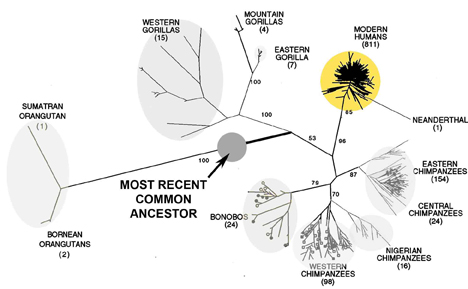 WESTERN
GORILLAS
(15)
MOUNTAIN
GORILLAS
(4)
EASTERN
GORILLA
(7)
MODERN
HUMANS
(811)
SUMATRAN
ORANGUTAN
(1)
100
100
53
85
96
NEANDERTHAL
(1)
100
MOST RECENT
COMMON
ANCESTOR
79
87
70
EASTERN
CHIMPANZEES
(154)
CENTRAL
CHIMPANZEES
(24)
BONOBOS
(24)
BORNEAN
ORANGUTANS
(2)
NIGERIAN
CHIMPANZEES
(16)
WESTERN
CHIMPANZEES
(98)